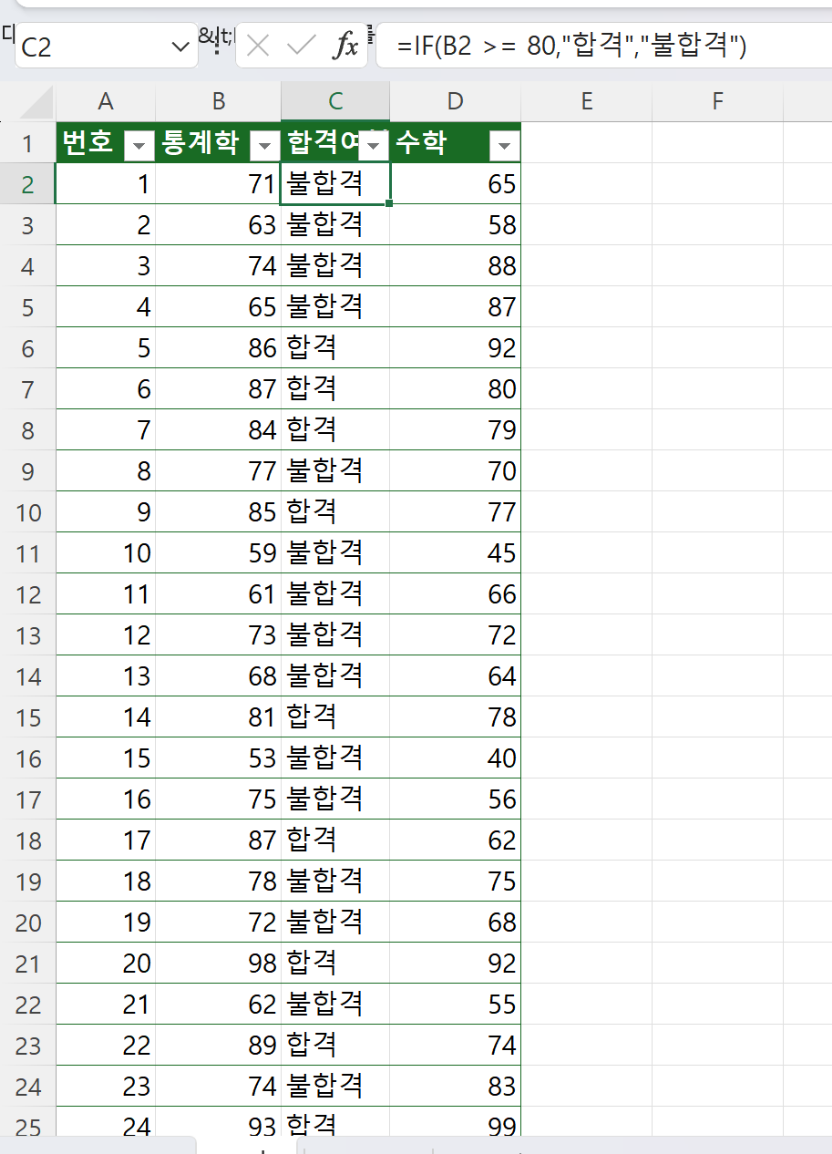 C2 =IF(B2 >= 80,"합격","불합격")
A B C D E F
1 번호 통계학 합격여 수학
2 1 71 불합격 65
3 2 63 불합격 58
4 3 74 불합격 88
5 4 65 불합격 87
6 5 86 합격 92
7 6 87 합격 80
8 7 84 합격 79
9 8 77 불합격 70
10 9 85 합격 77
11 10 59 불합격 45
12 11 61 불합격 66
13 12 73 불합격 72
14 13 68 불합격 64
15 14 81 합격 78
16 15 53 불합격 40
17 16 75 불합격 56
18 17 87 합격 62
19 18 78 불합격 75
20 19 72 불합격 68
21 20 98 합격 92
22 21 62 불합격 55
23 22 89 합격 74
24 23 74 불합격 83
25 24 93 합격 99